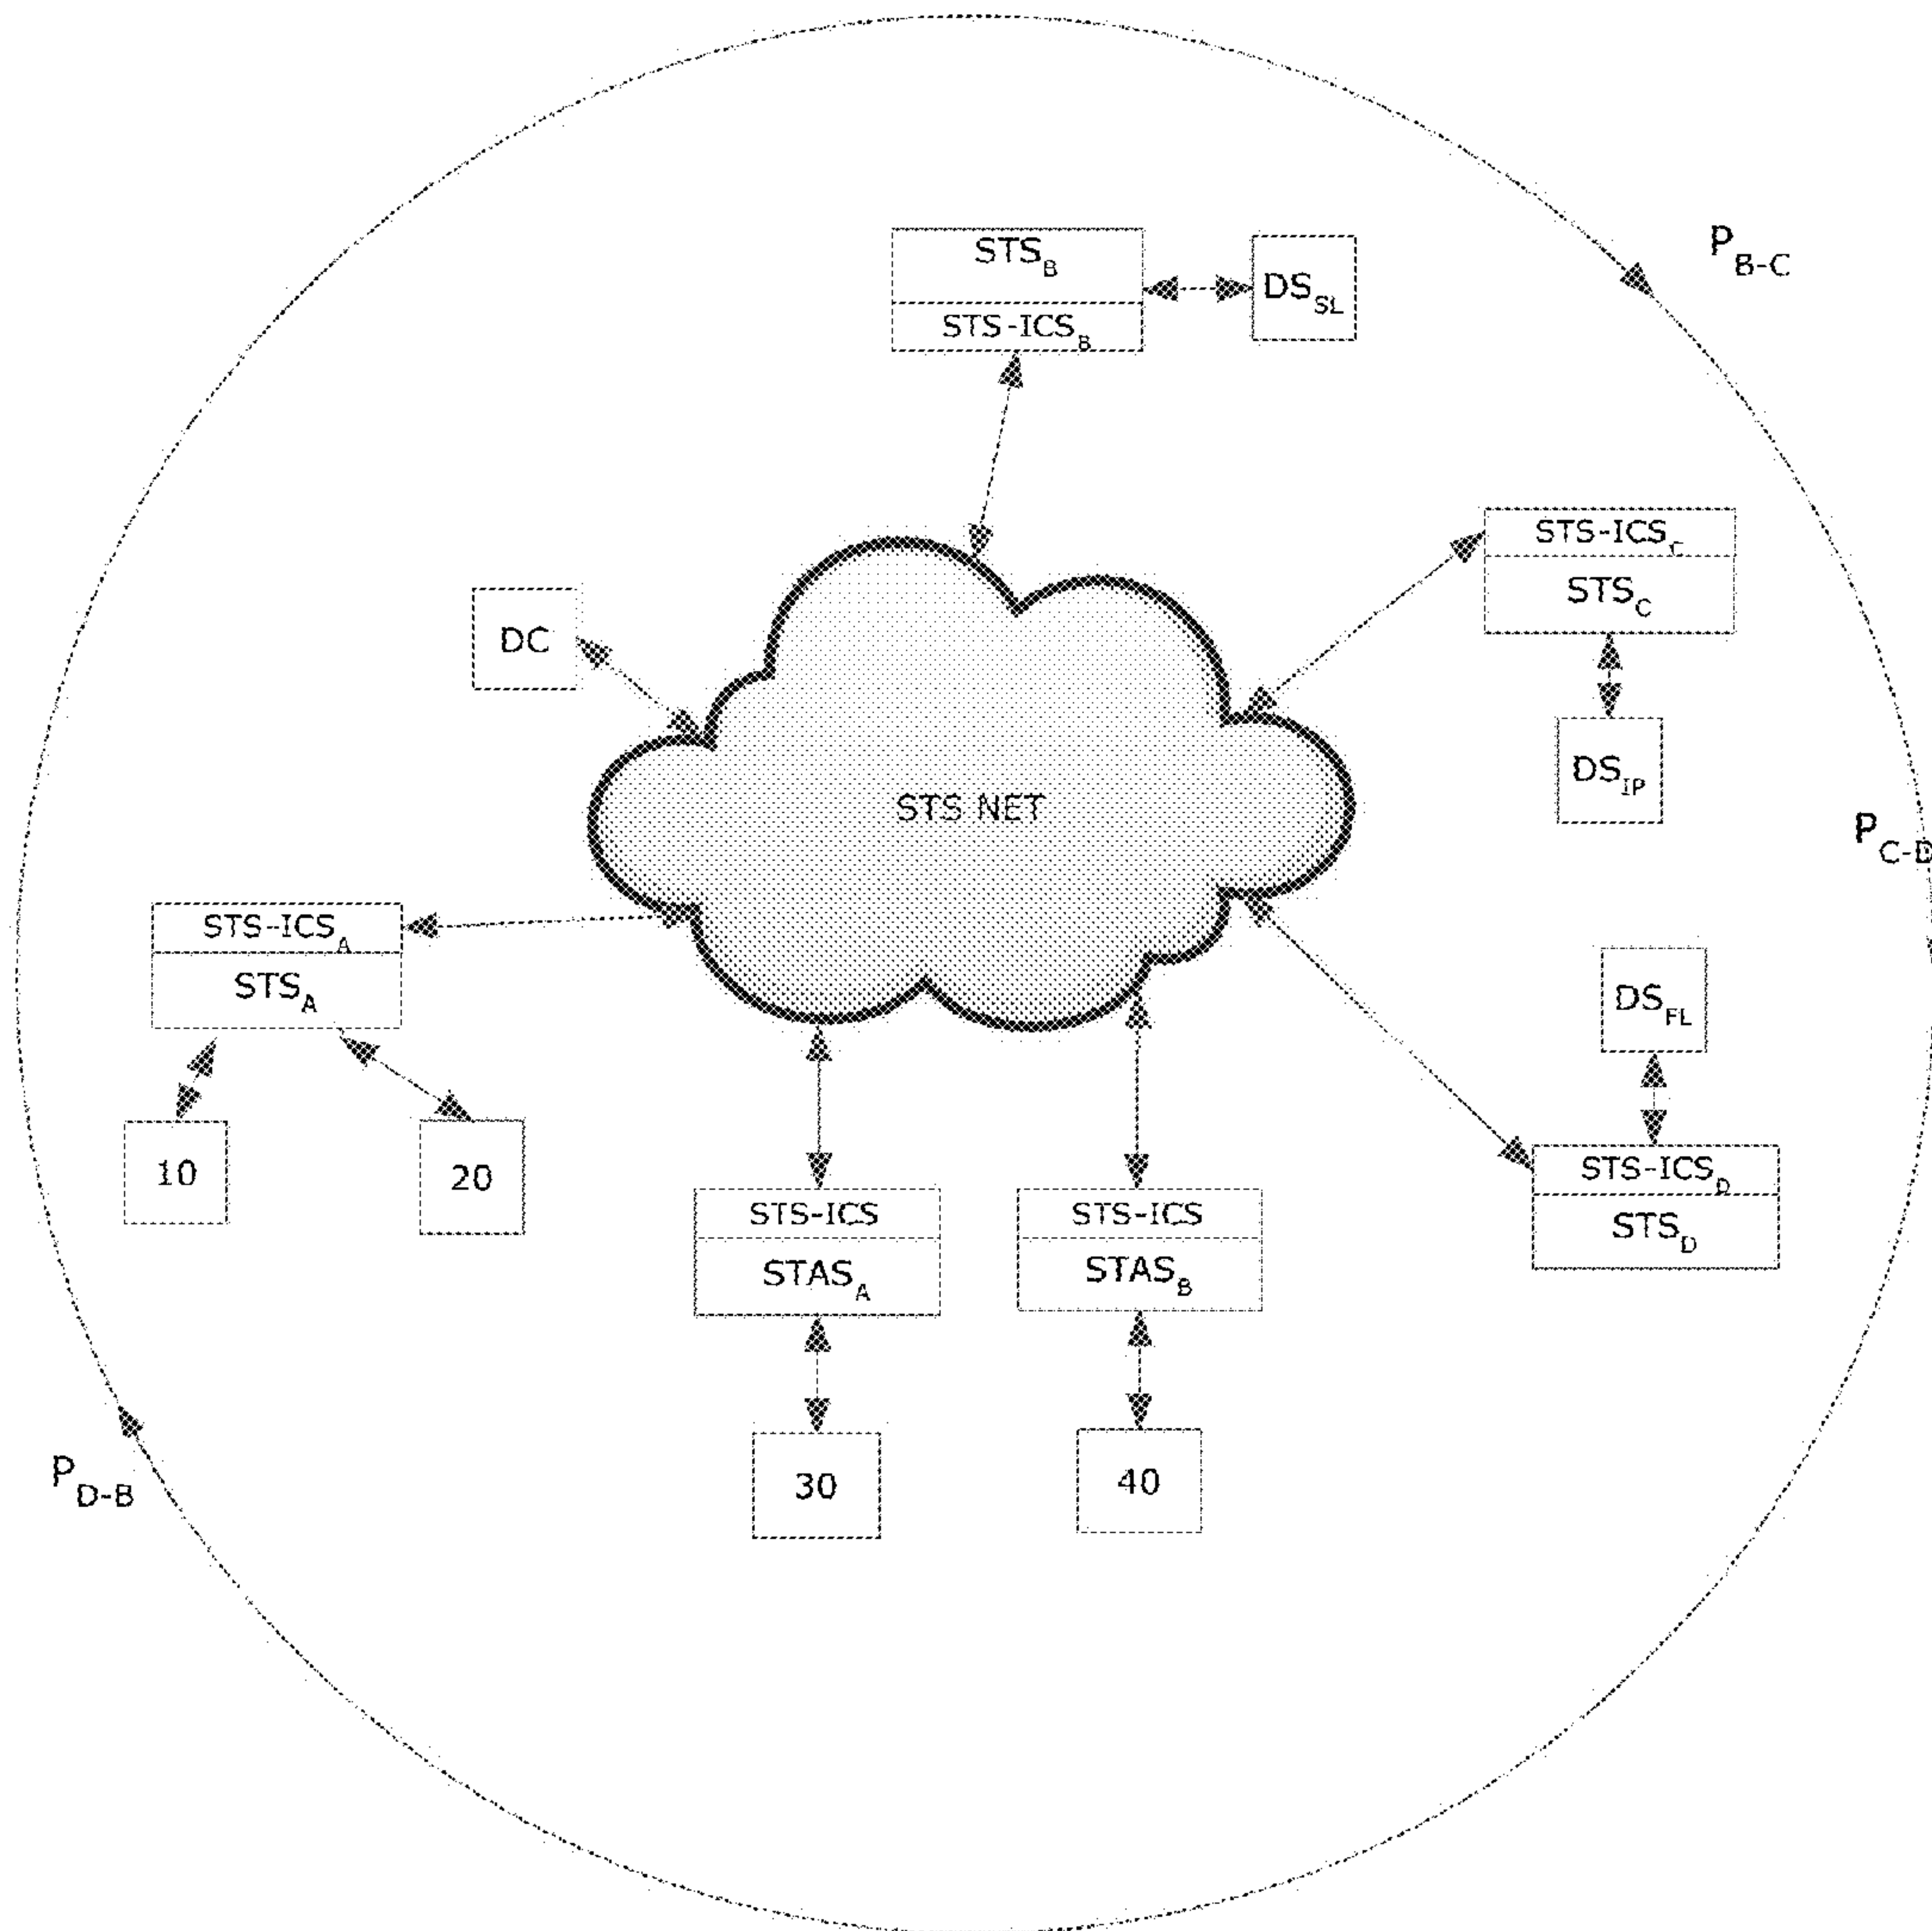 P_B-C
STS_B
DS_SL
STS-ICS_B
STS-ICS_C
STS_C
DC
DS_IP
STS NET
P_C-D
STS-ICS_A
STS_A
DS_FL
10
20
STS-ICS_D
STS_D
STS-ICS
STAS_A
STS-ICS
STAS_B
30
40
P_D-B